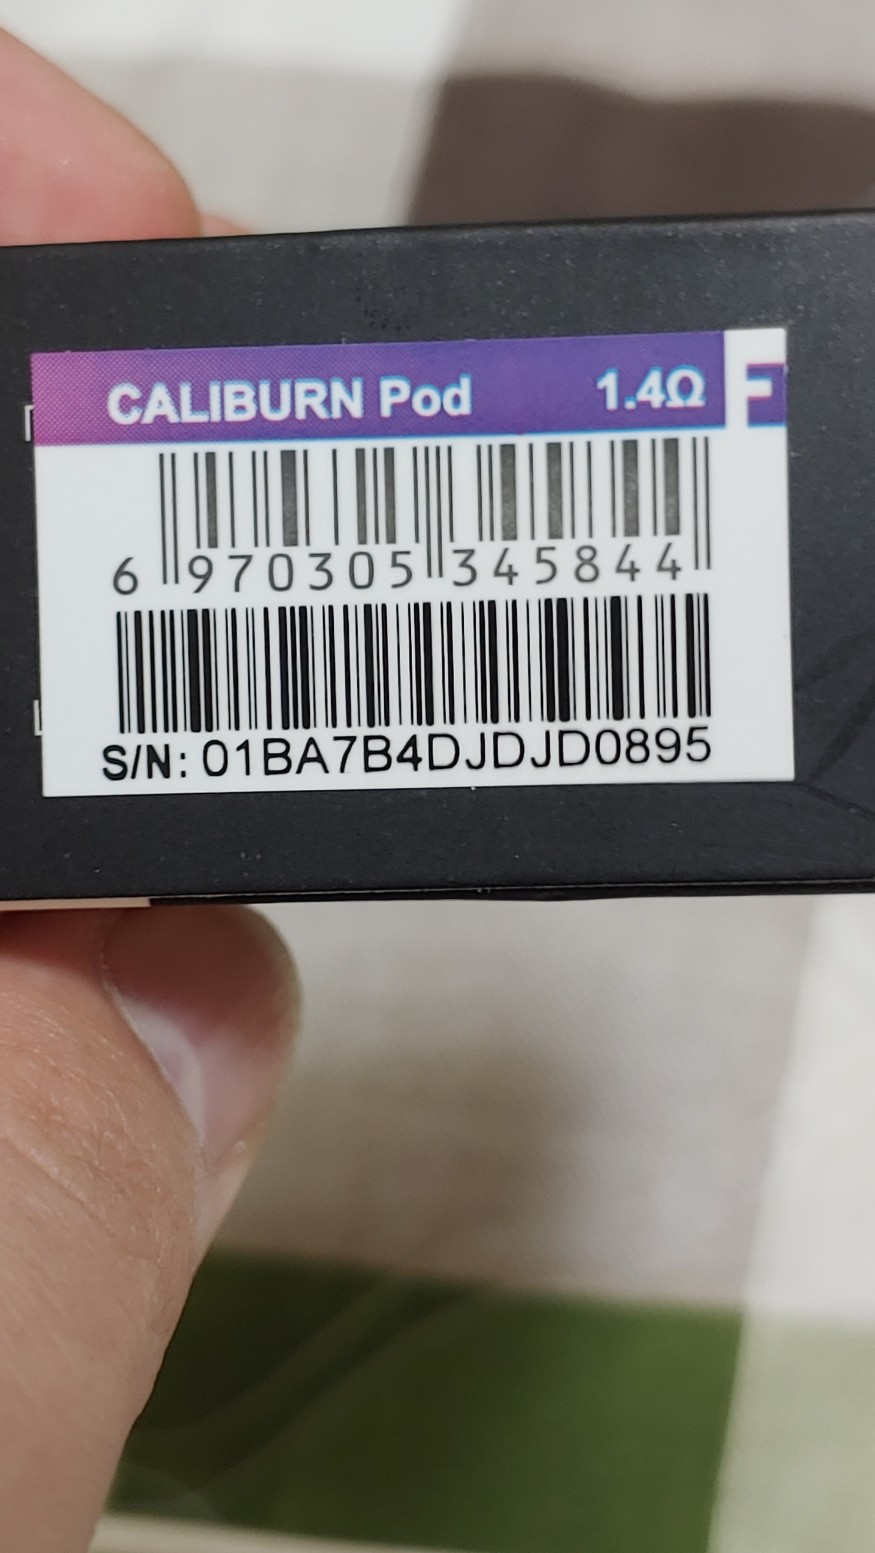 CALIBURN Pod 1.4Ω F
6 970305 345844
S/N: 01BA7B4DJDJD0895